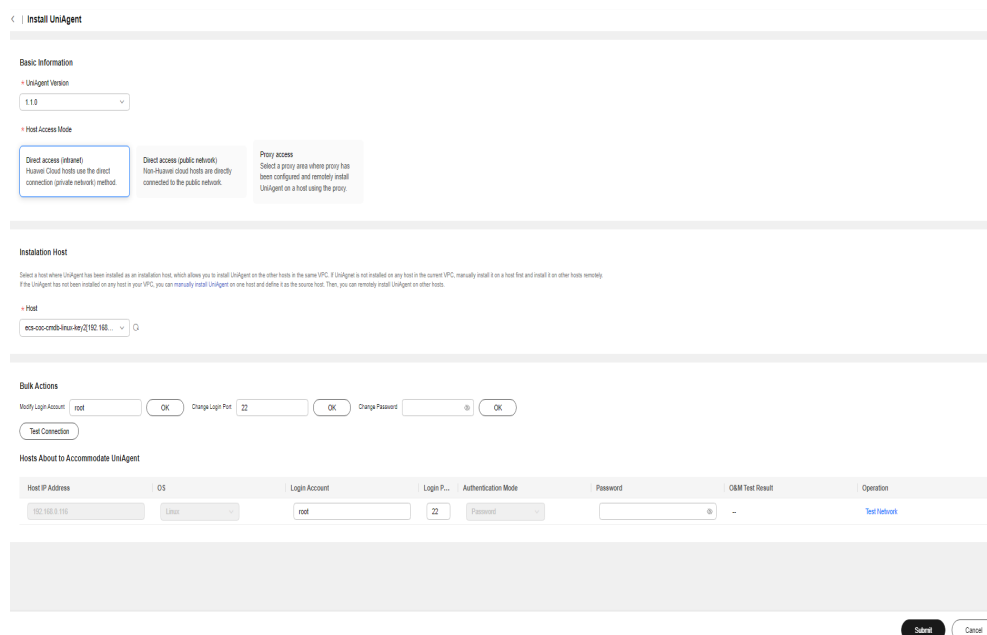 < | Install UniAgent
Basic Information
* UniAgent Version
1.1.0
* Host Access Mode
Direct access (intranet)
Huawei Cloud hosts use the direct
connection (private network) method.
Direct access (public network)
Non-Huawei cloud hosts are directly
connected to the public network.
Proxy access
Select a proxy area where proxy has
been configured and remotely install
UniAgent on a host using the proxy.
Instalation Host
Select a host where UniAgent has been installed as an installation host, which allows you to install UniAgent on the other hosts in the same VPC. If UniAgnet is not installed on any host in the current VPC, manually install it on a host first and install it on other hosts remotely.
If the UniAgent has not been installed on any host in your VPC, you can manually install UniAgent on one host and define it as the source host. Then, you can remotely install UniAgent on other hosts.
* Host
ecs-coc-cmdb-linux-key2[192.168...
Bulk Actions
Modify Login Account root OK Change Login Port 22 OK Change Password OK
Test Connection
Hosts About to Accommodate UniAgent
Host IP Address OS Login Account Login P... Authentication Mode Password O&M Test Result Operation
192.168.0.116 Linux root 22 Password -- Test Network
Submit Cancel